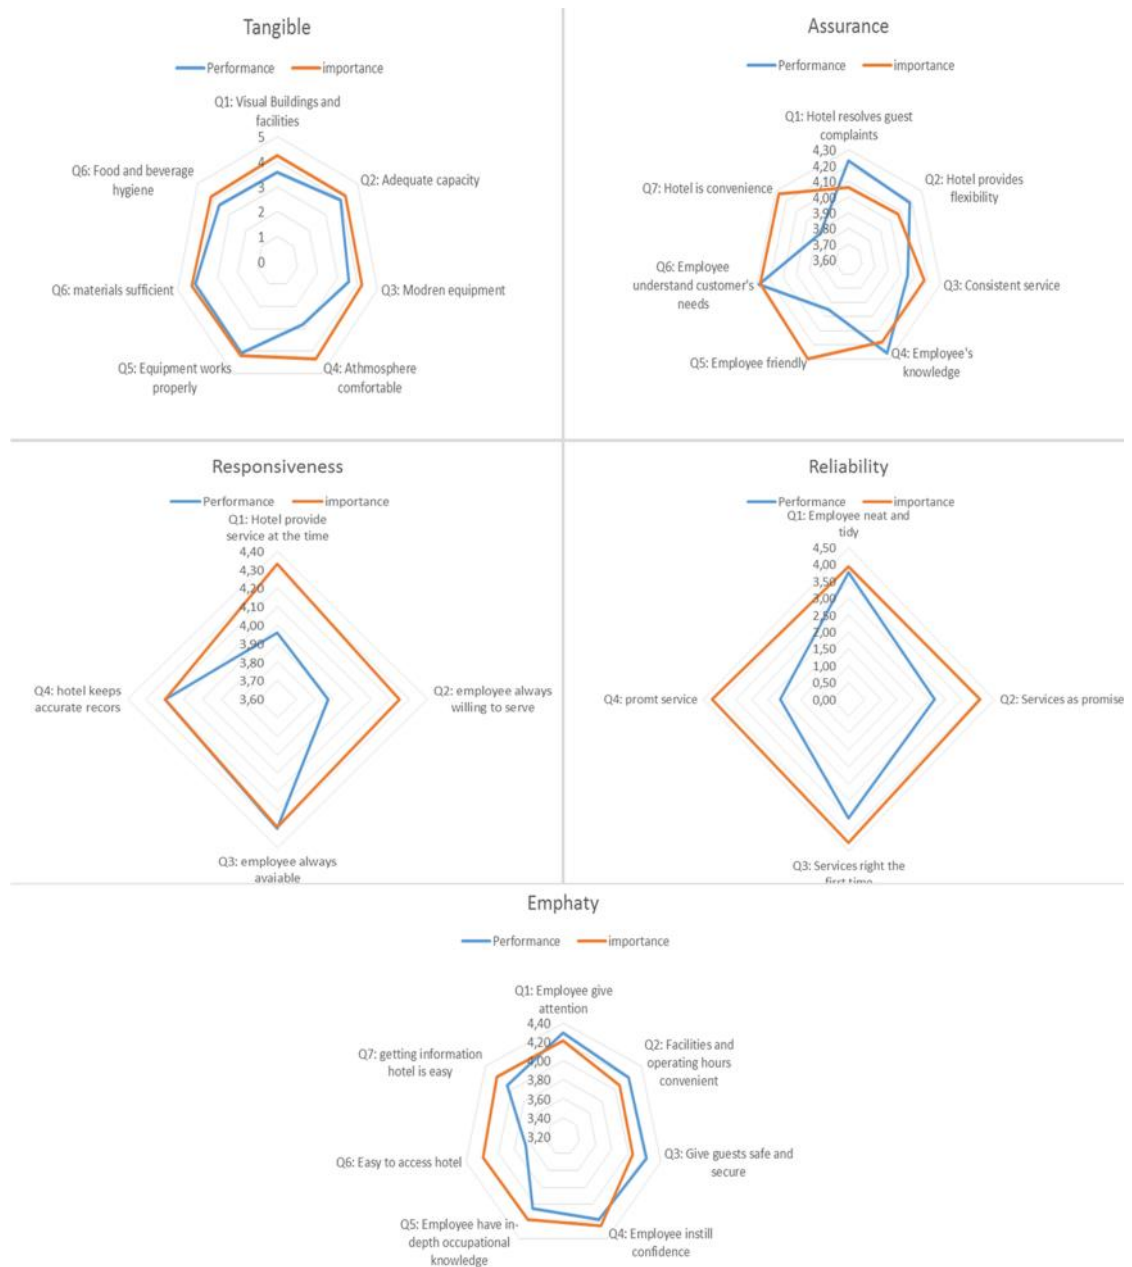 Tangible
Performance importance
Q1: Visual Buildings and
facilities
5
4
3
2
1
0
Q2: Adequate capacity
Q3: Modren equipment
Q4: Athmosphere
comfortable
Q5: Equipment works
properly
Q6: materials sufficient
Q6: Food and beverage
hygiene
Assurance
Performance importance
Q1: Hotel resolves guest
complaints
4,30
4,20
4,10
4,00
3,90
3,80
3,70
3,60
Q2: Hotel provides
flexibility
Q3: Consistent service
Q4: Employee's
knowledge
Q5: Employee friendly
Q6: Employee
understand customer's
needs
Q7: Hotel is convenience
Responsiveness
Performance importance
Q1: Hotel provide
service at the time
4,40
4,30
4,20
4,10
4,00
3,90
3,80
3,70
3,60
Q2: employee always
willing to serve
Q3: employee always
avaiable
Q4: hotel keeps
accurate recors
Reliability
Performance importance
Q1: Employee neat and
tidy
4,50
4,00
3,50
3,00
2,50
2,00
1,50
1,00
0,50
0,00
Q2: Services as promise
Q3: Services right the
first time
Q4: promt service
Emphaty
Performance importance
Q1: Employee give
attention
4,40
4,20
4,00
3,80
3,60
3,40
3,20
Q2: Facilities and
operating hours
convenient
Q3: Give guests safe and
secure
Q4: Employee instill
confidence
Q5: Employee have in-
depth occupational
knowledge
Q6: Easy to access hotel
Q7: getting information
hotel is easy